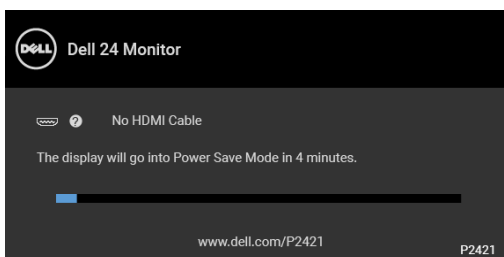 DELL Dell 24 Monitor
? No HDMI Cable
The display will go into Power Save Mode in 4 minutes.
www.dell.com/P2421
P2421